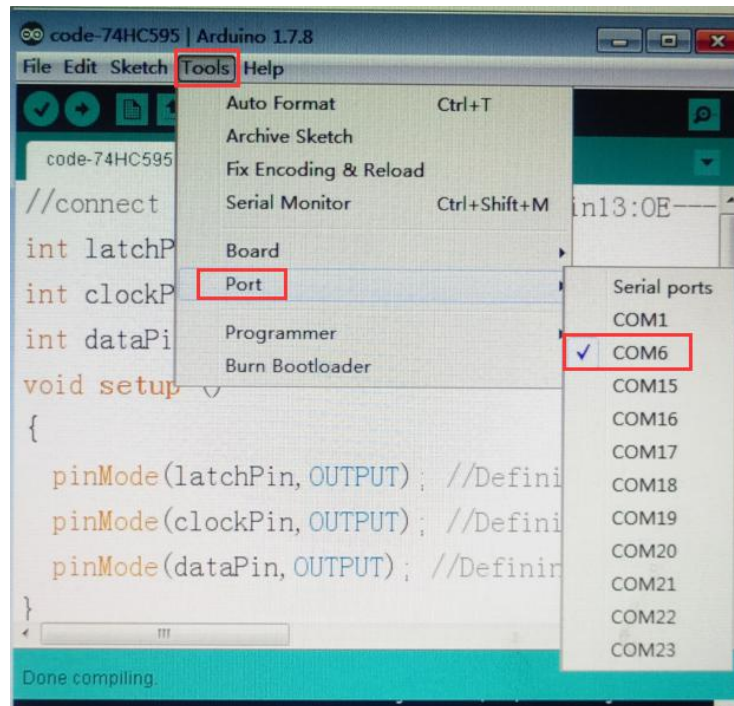 code-74HC595 | Arduino 1.7.8
File Edit Sketch Tools Help
Auto Format Ctrl+T
Archive Sketch
code-74HC595
Fix Encoding & Reload
//connect
Serial Monitor Ctrl+Shift+M
in13:OE---
int latchP
Board
Port
Serial ports
int clockP
COM1
int dataPi
Programmer
COM6
Burn Bootloader
void setup ()
COM15
{
COM16
COM17
pinMode(latchPin,OUTPUT); //Defini
COM18
pinMode(clockPin,OUTPUT); //Defini
COM19
COM20
pinMode(dataPin,OUTPUT); //Definin
COM21
}
COM22
COM23
Done compiling.